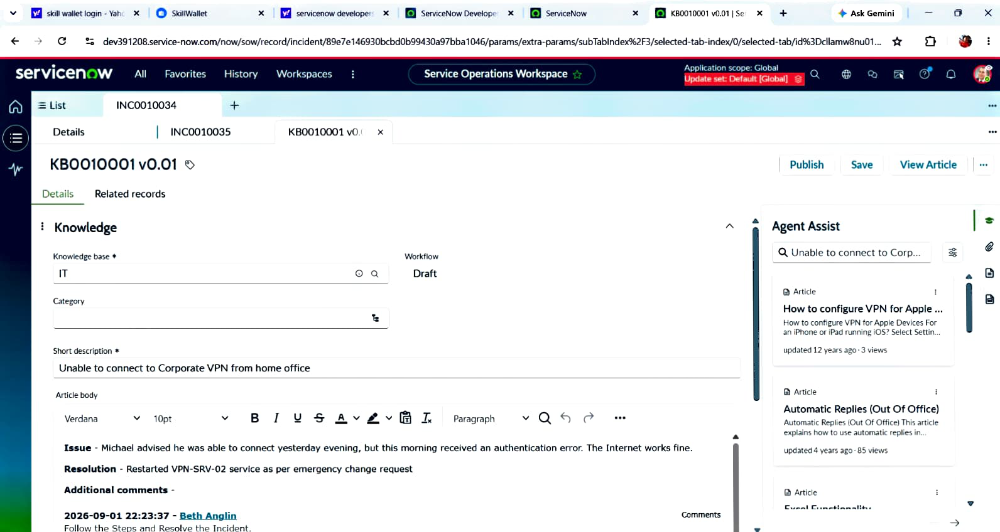 skill wallet login - Yaho
SkillWallet
servicenow developers
ServiceNow Develope
ServiceNow
KB0010001 v0.01 | Se
Ask Gemini
dev391208.service-now.com/now/sow/record/incident/89e7e146930bcbd0b99430a97bba1046/params/extra-params/subTabIndex%2F3/selected-tab-index/0/selected-tab/id%3Dcllamw8nu01...
servicenow
All
Favorites
History
Workspaces
Service Operations Workspace
Application scope: Global
Update set: Default [Global]
List
INC0010034
Details
INC0010035
KB0010001 v0.(
KB0010001 v0.01
Publish
Save
View Article
Details
Related records
Knowledge
Knowledge base *
IT
Workflow
Draft
Category
Short description *
Unable to connect to Corporate VPN from home office
Article body
Verdana
10pt
B I U S A
Paragraph
Issue - Michael advised he was able to connect yesterday evening, but this morning received an authentication error. The Internet works fine.
Resolution - Restarted VPN-SRV-02 service as per emergency change request
Additional comments -
2026-09-01 22:23:37 - Beth Anglin
Comments
Follow the Steps and Resolve the Incident.
Agent Assist
Unable to connect to Corp...
Article
How to configure VPN for Apple ...
How to configure VPN for Apple Devices For
an iPhone or iPad running iOS? Select Settin...
updated 12 years ago · 3 views
Article
Automatic Replies (Out Of Office)
Automatic Replies (Out Of Office) This article
explains how to use automatic replies in...
updated 4 years ago · 85 views
Article
Excel Functionality